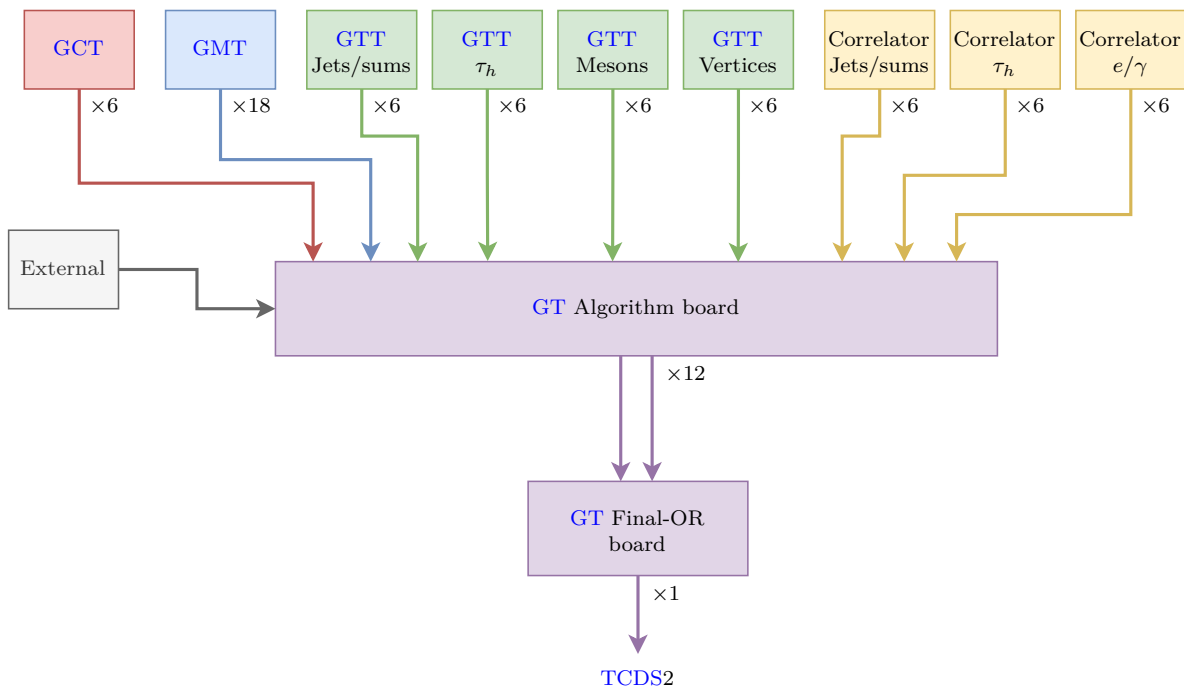 GCT
GMT
GTT
Jets/sums
GTT
τₕ
GTT
Mesons
GTT
Vertices
Correlator
Jets/sums
Correlator
τₕ
Correlator
e/γ
×6
×18
×6
×6
×6
×6
×6
×6
×6
External
GT Algorithm board
×12
GT Final-OR
board
×1
TCDS2